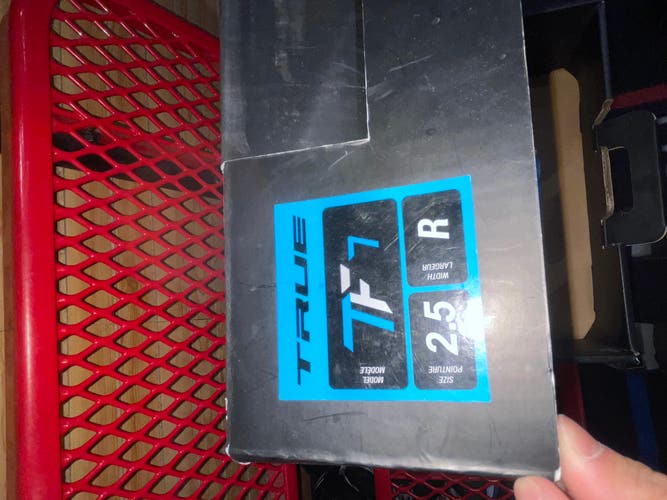 TRUE
MODEL
MODÈLE
TF7
SIZE
POINTURE
2.5
WIDTH
LARGEUR
R